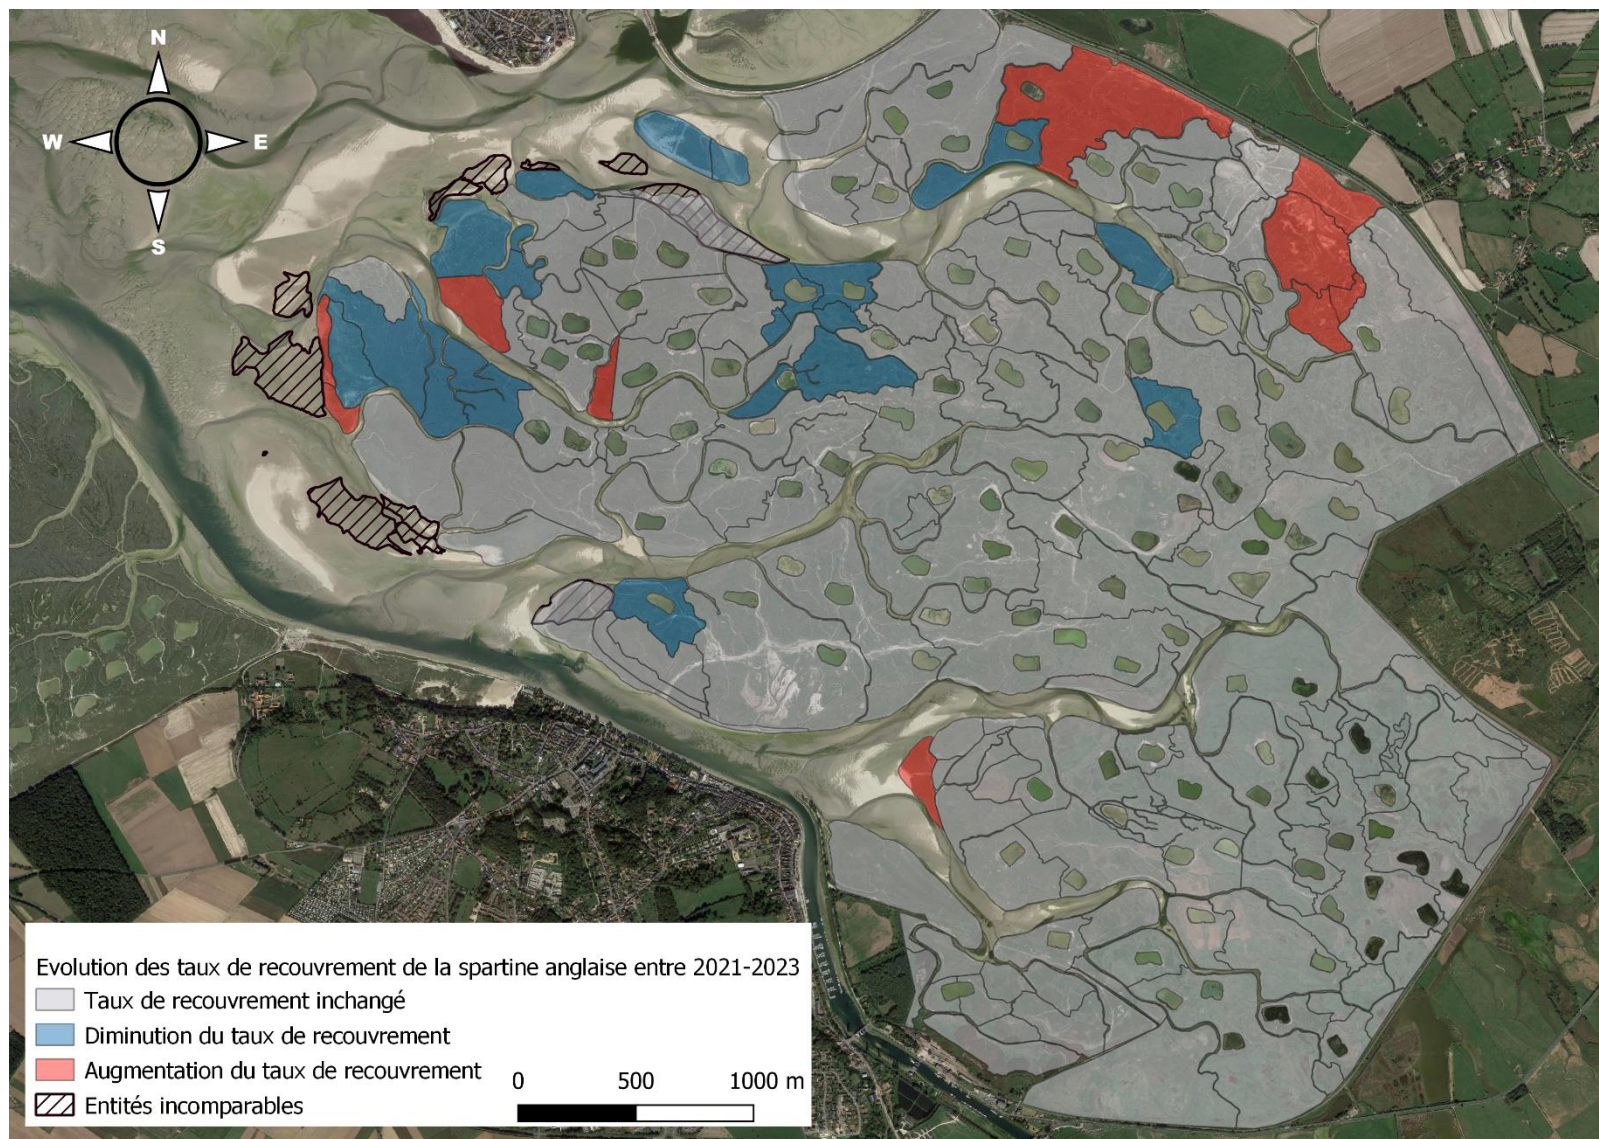 N
W
E
S
Evolution des taux de recouvrement de la spartine anglaise entre 2021-2023
Taux de recouvrement inchangé
Diminution du taux de recouvrement
Augmentation du taux de recouvrement
0 500 1000 m
Entités incomparables